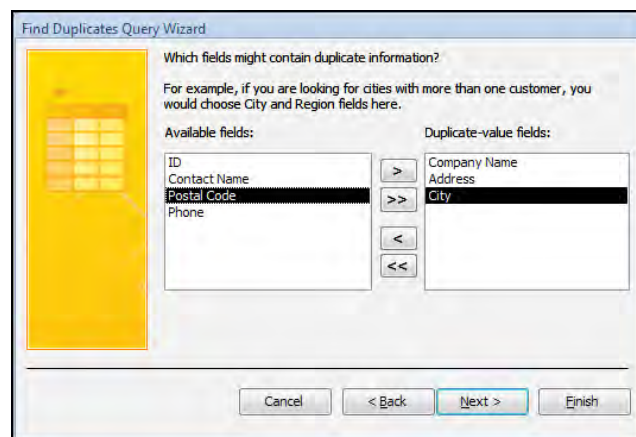 Find Duplicates Query Wizard
Which fields might contain duplicate information?
For example, if you are looking for cities with more than one customer, you
would choose City and Region fields here.
Available fields:
ID
Contact Name
Postal Code
Phone
>
>>
<
<<
Duplicate-value fields:
Company Name
Address
City
Cancel
< Back
Next >
Finish